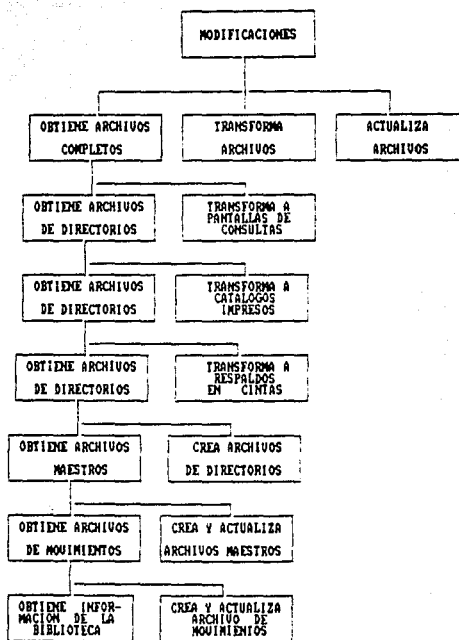 MODIFICACIONES
OBTIENE ARCHIVOS
COMPLETOS
TRANSFORMA
ARCHIVOS
ACTUALIZA
ARCHIVOS
OBTIENE ARCHIVOS
DE DIRECTORIOS
TRANSFORMA A
PANTALLAS DE
CONSULTAS
OBTIENE ARCHIVOS
DE DIRECTORIOS
TRANSFORMA A
CATALOGOS
IMPRESOS
OBTIENE ARCHIVOS
DE DIRECTORIOS
TRANSFORMA A
RESPALDOS
EN CINTAS
OBTIENE ARCHIVOS
MAESTROS
CREA ARCHIVOS
DE DIRECTORIOS
OBTIENE ARCHIVOS
DE MOVIMIENTOS
CREA Y ACTUALIZA
ARCHIVOS MAESTROS
OBTIENE INFOR-
MACION DE LA
BIBLIOTECA
CREA Y ACTUALIZA
ARCHIVO DE
MOVIMIENTOS